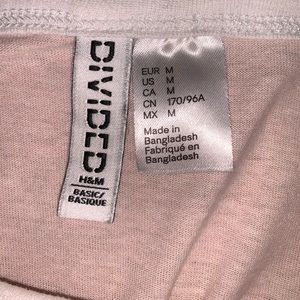 DIVIDED
H&M
BASIC/
BASIQUE
EUR M
US M
CA M
CN 170/96A
MX M
Made in
Bangladesh
Fabriqué en
Bangladesh